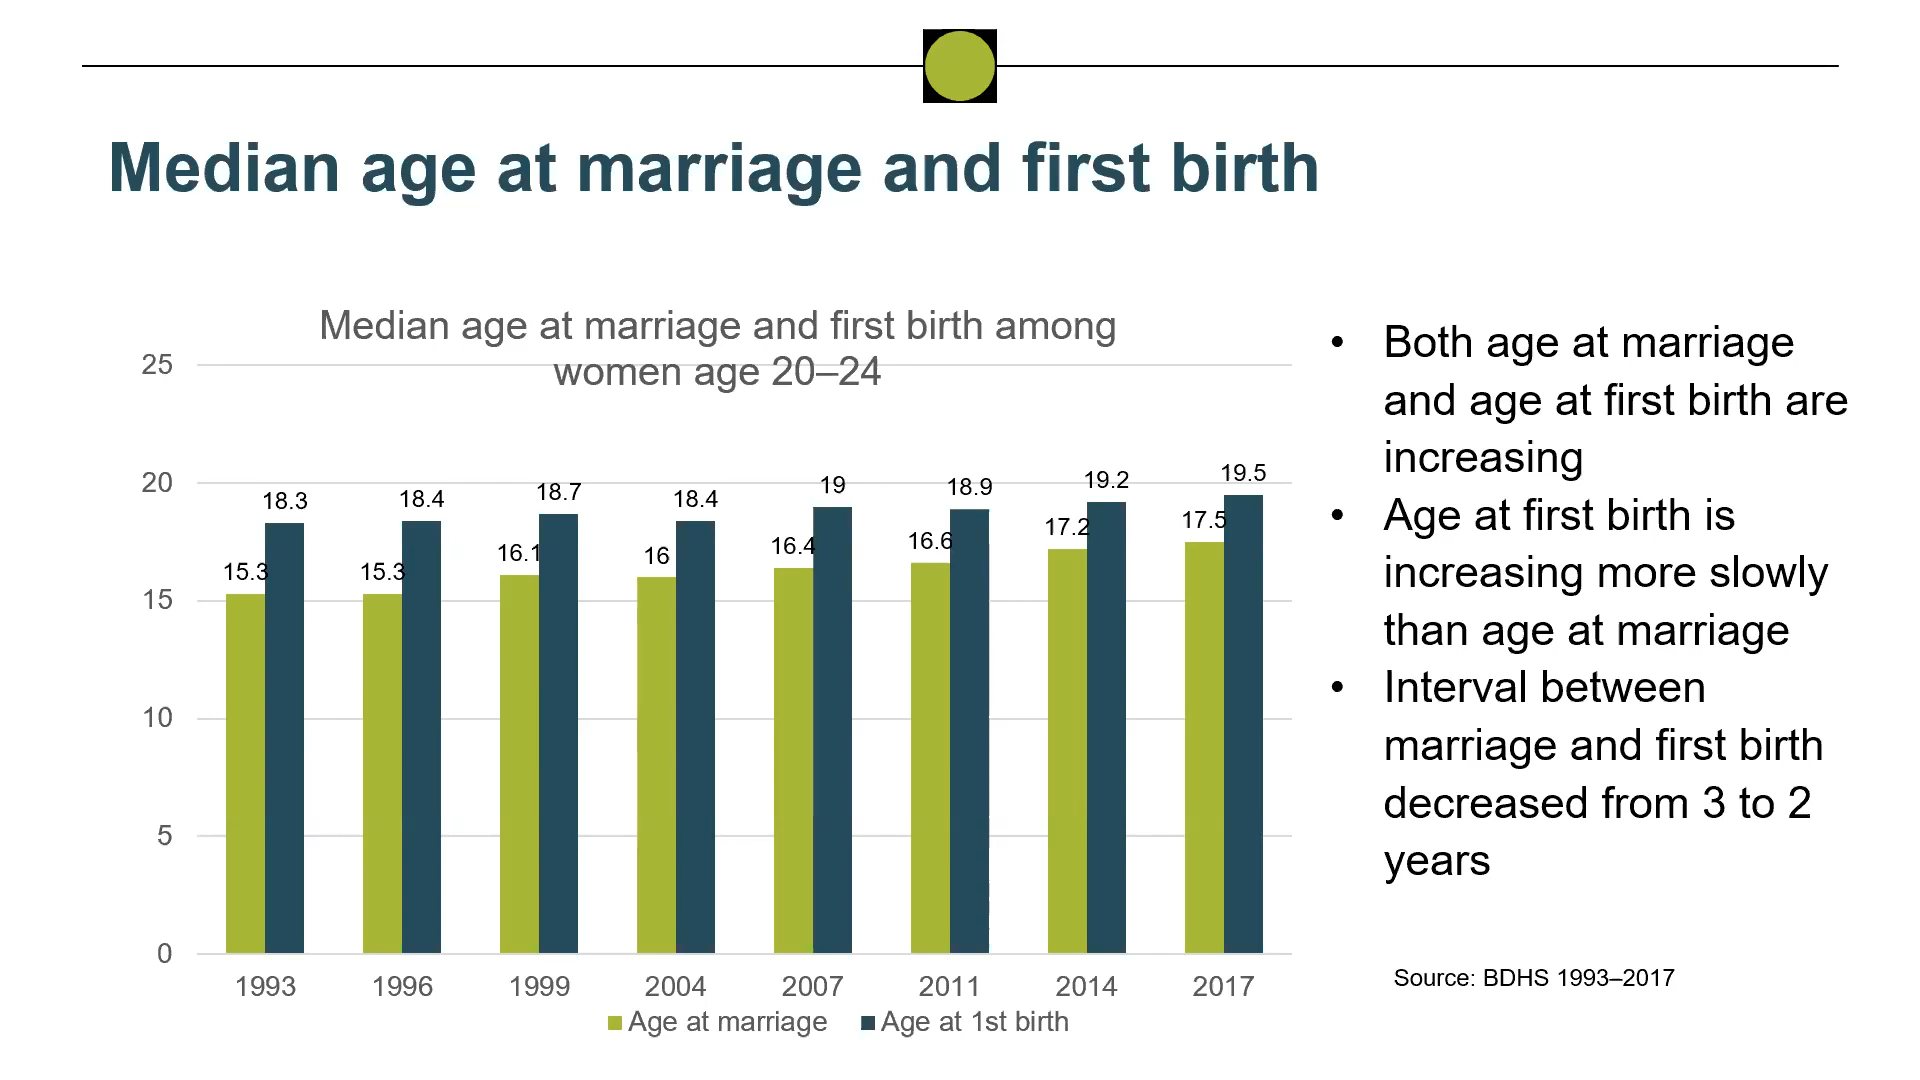 Median age at marriage and first birth
Median age at marriage and first birth among
women age 20–24
25
20
15
10
5
0
18.3
18.4
18.7
18.4
19
18.9
19.2
19.5
15.3
15.3
16.1
16
16.4
16.6
17.2
17.5
1993 1996 1999 2004 2007 2011 2014 2017
Age at marriage Age at 1st birth
• Both age at marriage
and age at first birth are
increasing
• Age at first birth is
increasing more slowly
than age at marriage
• Interval between
marriage and first birth
decreased from 3 to 2
years
Source: BDHS 1993–2017